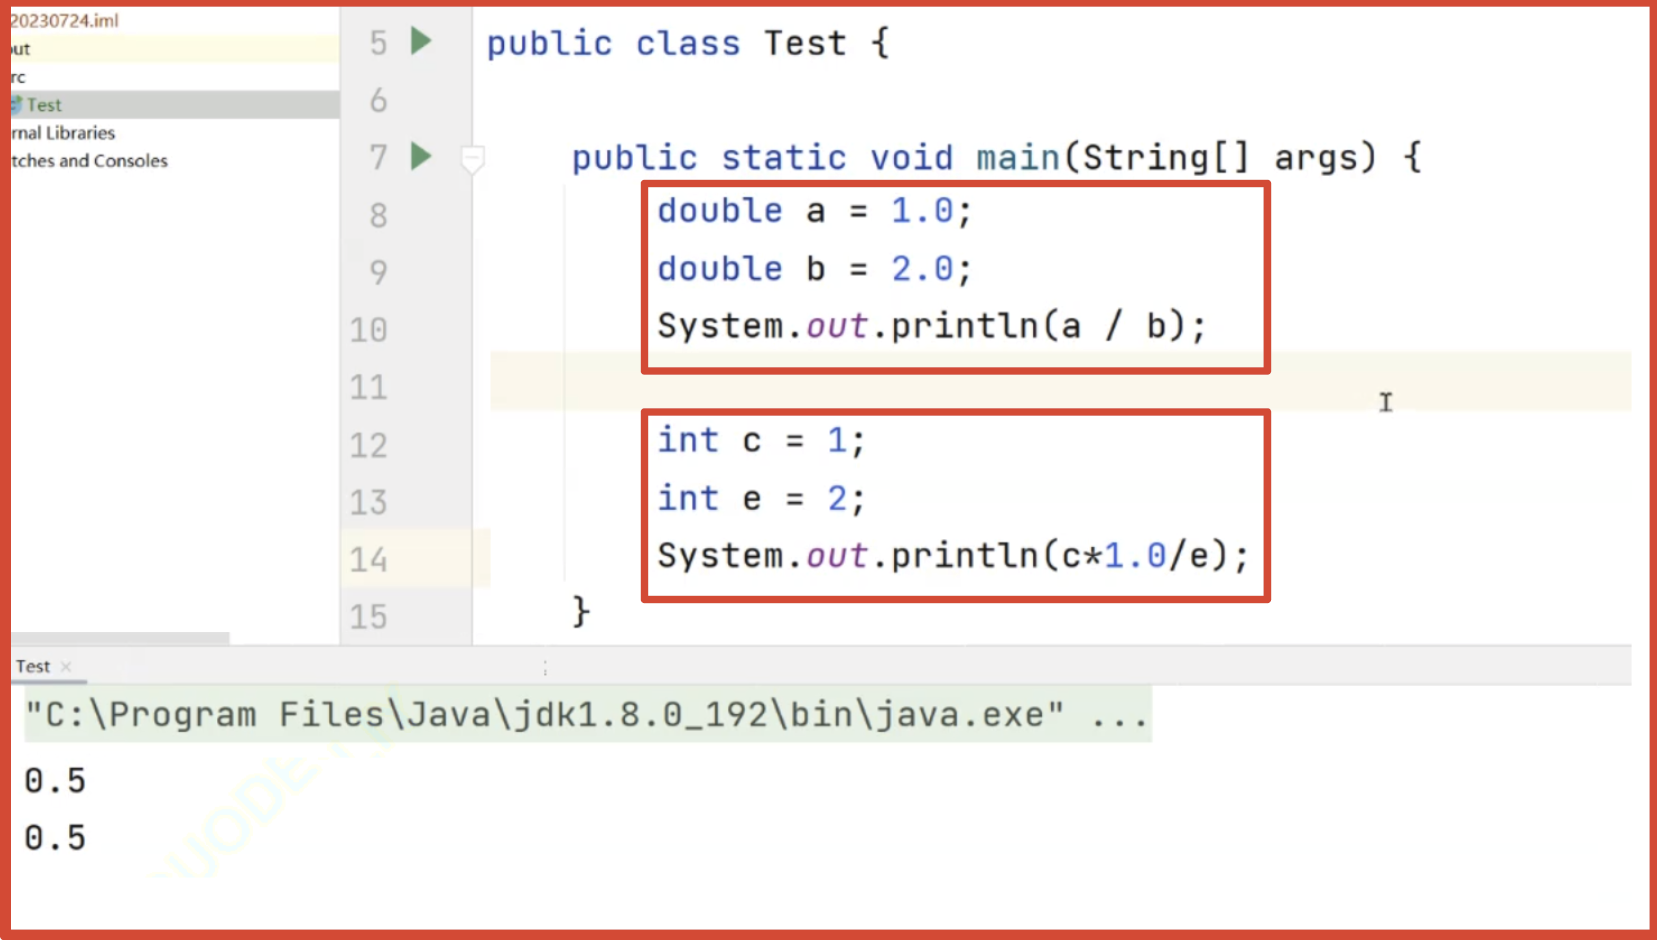 20230724.iml
out
rc
Test
rnal Libraries
tches and Consoles
5 public class Test {
6
7 public static void main(String[] args) {
8 double a = 1.0;
9 double b = 2.0;
10 System.out.println(a / b);
11
12 int c = 1;
13 int e = 2;
14 System.out.println(c*1.0/e);
15 }
Test
"C:\Program Files\Java\jdk1.8.0_192\bin\java.exe" ...
0.5
0.5